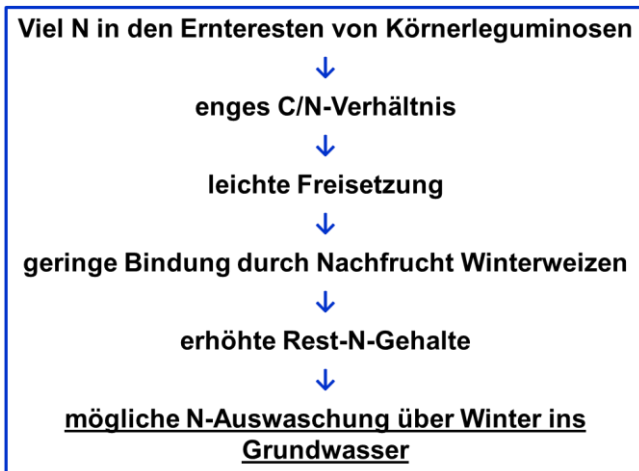 Viel N in den Ernteresten von Körnerleguminosen
↓
enges C/N-Verhältnis
↓
leichte Freisetzung
↓
geringe Bindung durch Nachfrucht Winterweizen
↓
erhöhte Rest-N-Gehalte
↓
mögliche N-Auswaschung über Winter ins
Grundwasser